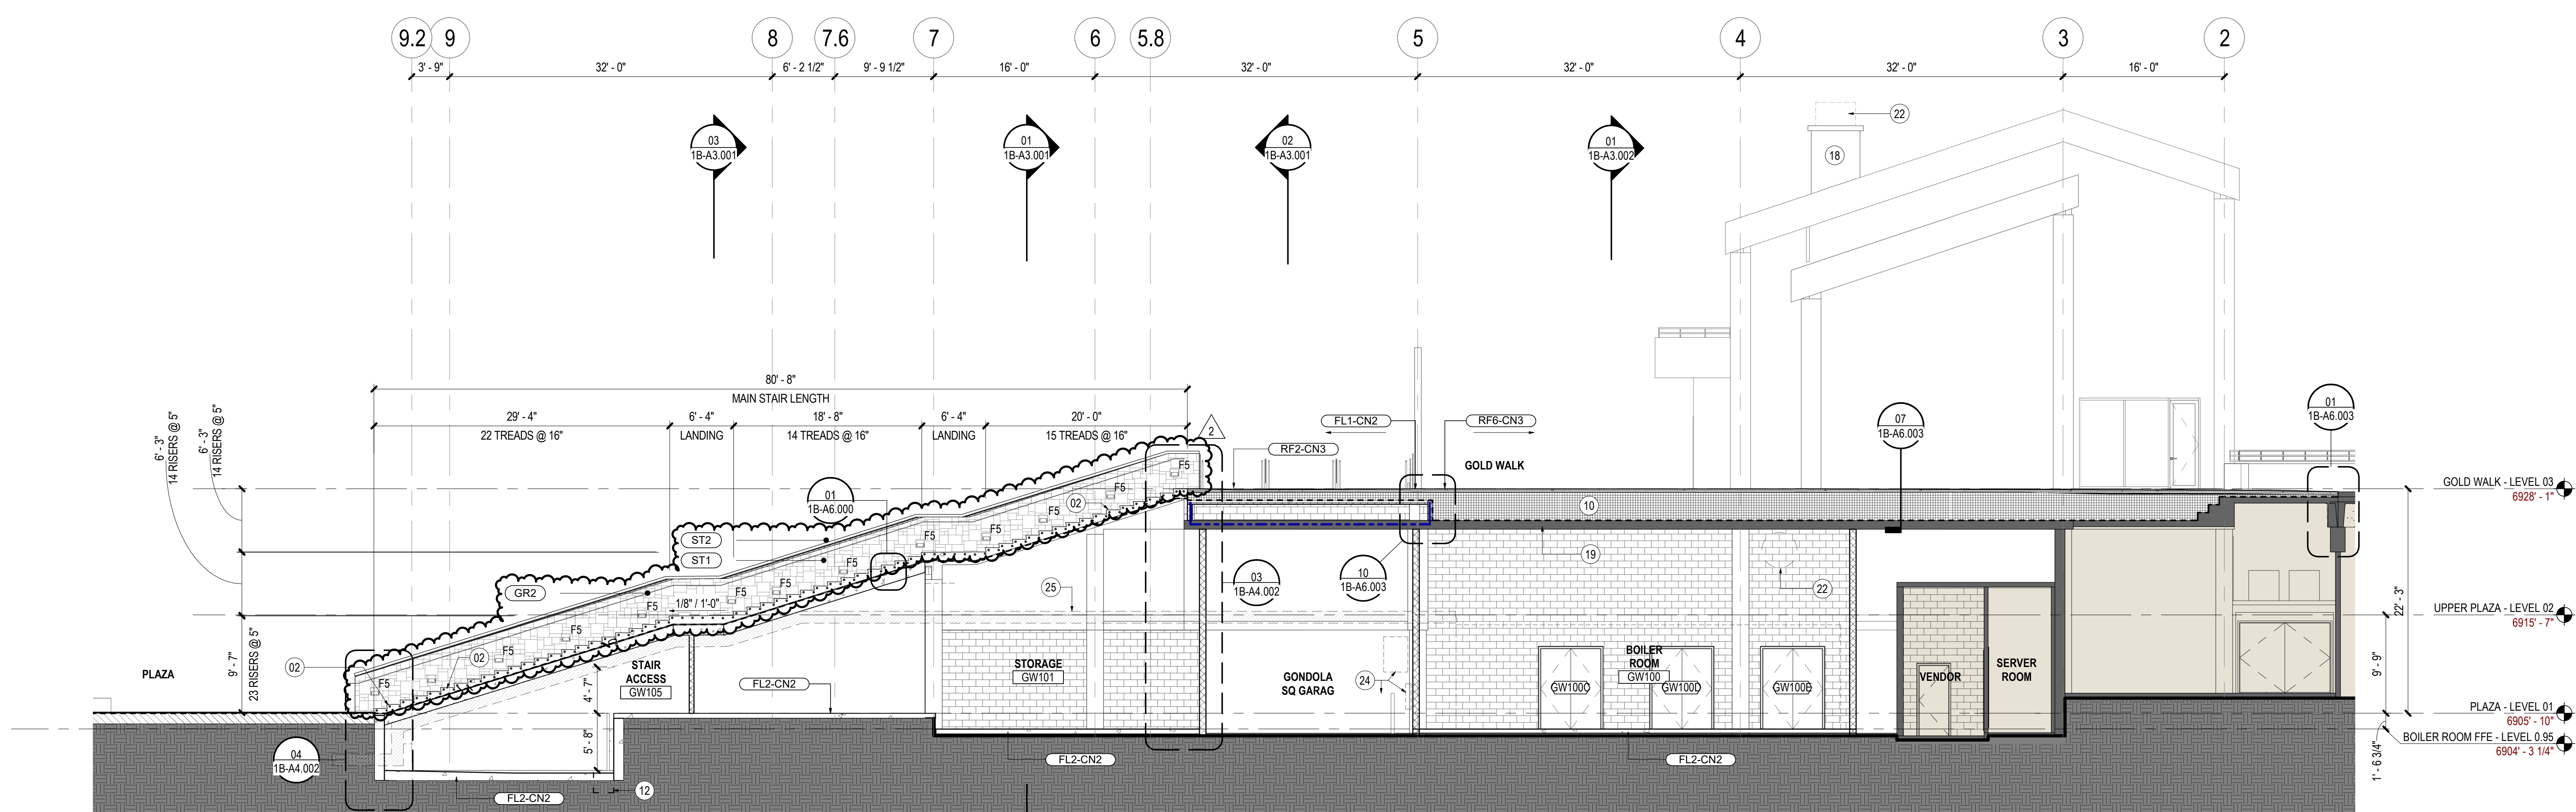 9.2 9 8 7.6 7 6 5.8 5 4 3 2
3' - 9" 32' - 0" 6' - 2 1/2" 9' - 9 1/2" 16' - 0" 32' - 0" 32' - 0" 32' - 0" 16' - 0"
22
03
1B-A3.001
01
1B-A3.001
02
1B-A3.001
01
1B-A3.002
18
80' - 8"
MAIN STAIR LENGTH
29' - 4" 6' - 4" 18' - 8" 6' - 4" 20' - 0"
22 TREADS @ 16" LANDING 14 TREADS @ 16" LANDING 15 TREADS @ 16"
2
FL1-CN2
RF6-CN3
RF2-CN3
GOLD WALK
07
1B-A6.003
01
1B-A6.003
6' - 3"
14 RISERS @ 5"
6' - 3"
14 RISERS @ 5"
9' - 7"
23 RISERS @ 5"
01
1B-A6.000
ST2
ST1
GR2
1/8" / 1'-0"
F5
F5
F5
F5
F5
F5
F5
F5
F5
F5
F5
F5
02
02
02
10
19
22
25
24
10
1B-A6.003
03
1B-A4.002
04
1B-A4.002
PLAZA
STAIR
ACCESS
GW105
4' - 7"
5' - 8"
FL2-CN2
FL2-CN2
12
STORAGE
GW101
FL2-CN2
GONDOLA
SQ GARAG
BOILER
ROOM
GW100
GW100C
GW100D
GW100E
FL2-CN2
VENDOR
SERVER
ROOM
GOLD WALK - LEVEL 03
6928' - 1"
22' - 3"
UPPER PLAZA - LEVEL 02
6915' - 7"
9' - 9"
PLAZA - LEVEL 01
6905' - 10"
BOILER ROOM FFE - LEVEL 0.95
6904' - 3 1/4"
1' - 6 3/4"